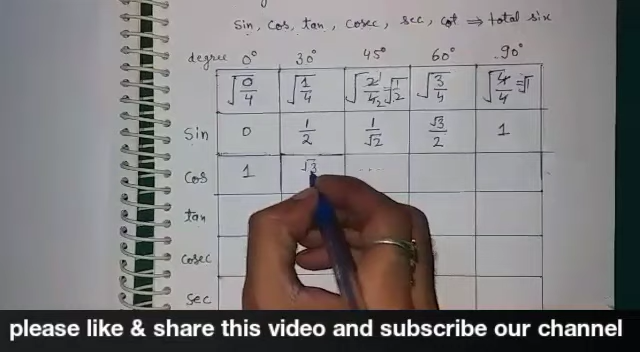 Sin, Cos, tan, Cosec, sec, cot ⇒ total six
degree 0° 30° 45° 60° 90°
√0/4 √1/4 √2/4 = √1/2 √3/4 √4/4 = √1
Sin 0 1/2 1/√2 √3/2 1
Cos 1 √3
tan
Cosec
Sec
please like & share this video and subscribe our channel